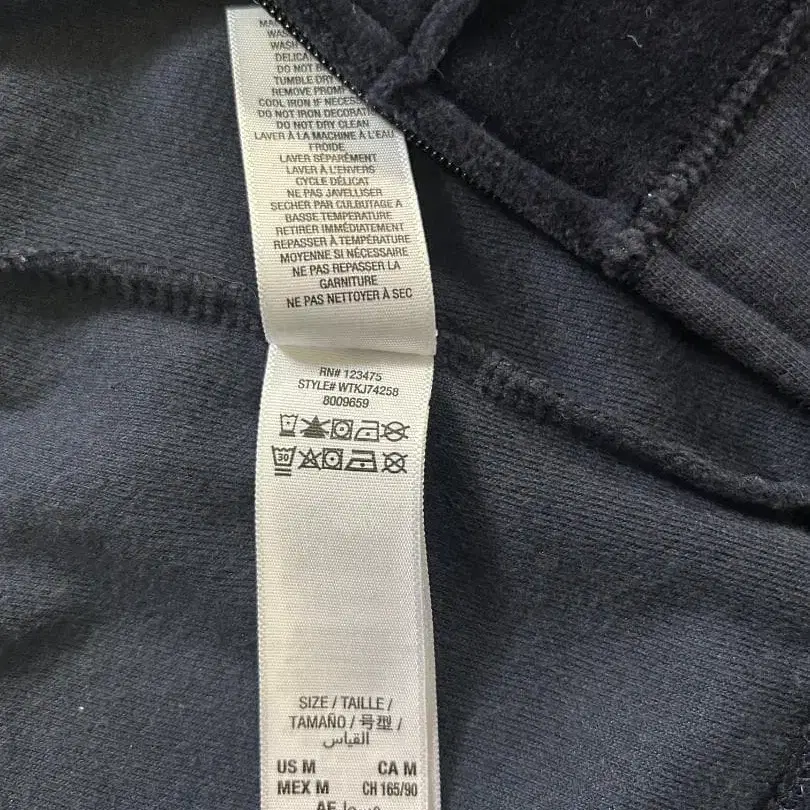 WASH
DELICA
DO NOT B
TUMBLE DRY
REMOVE PROMP
COOL IRON IF NECESS
DO NOT IRON DECORATI
DO NOT DRY CLEAN
LAVER À LA MACHINE À L'EAU
FROIDE
LAVER SÉPARÉMENT
LAVER À L'ENVERS
CYCLE DÉLICAT
NE PAS JAVELLISER
SECHER PAR CULBUTAGE A
BASSE TEMPERATURE
RETIRER IMMÉDIATEMENT
REPASSER À TEMPÉRATURE
MOYENNE SI NÉCESSAIRE
NE PAS REPASSER LA
GARNITURE
NE PAS NETTOYER À SEC
RN# 123475
STYLE# WTKJ74258
8009659
30
SIZE / TAILLE /
TAMAÑO / 号型 /
القياس
US M CA M
MEX M CH 165/90
AE